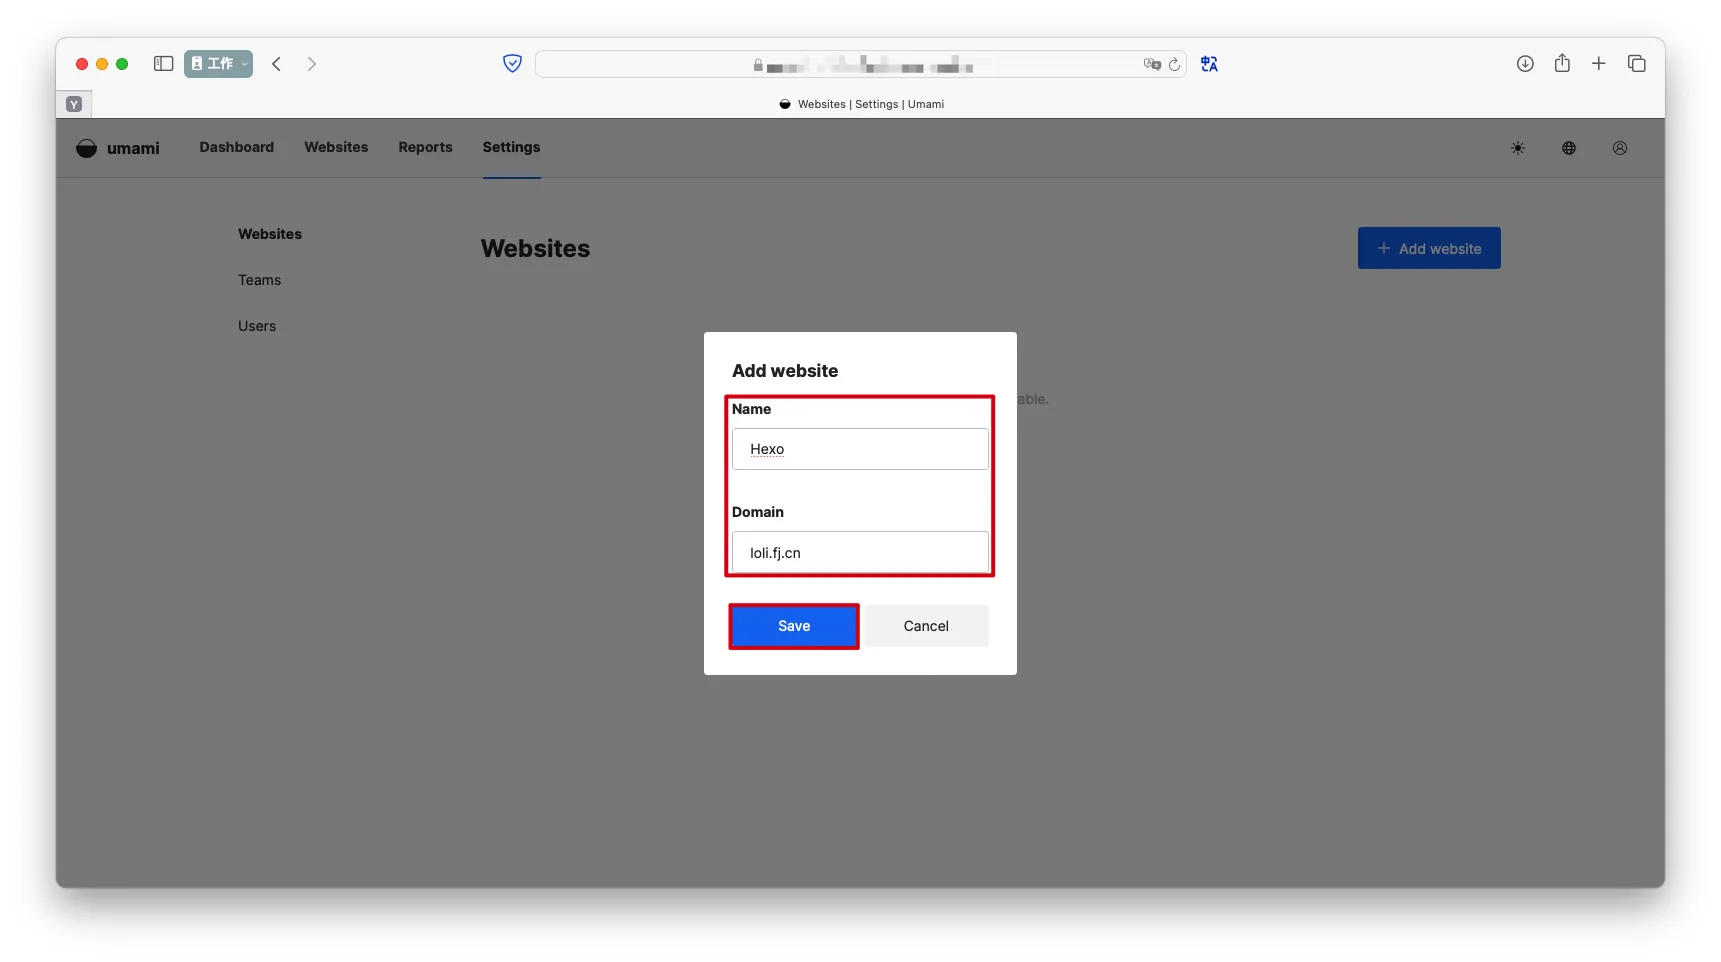 工作
Y
Websites | Settings | Umami
umami
Dashboard
Websites
Reports
Settings
Websites
Teams
Users
Websites
+ Add website
able.
Add website
Name
Hexo
Domain
loli.fj.cn
Save
Cancel